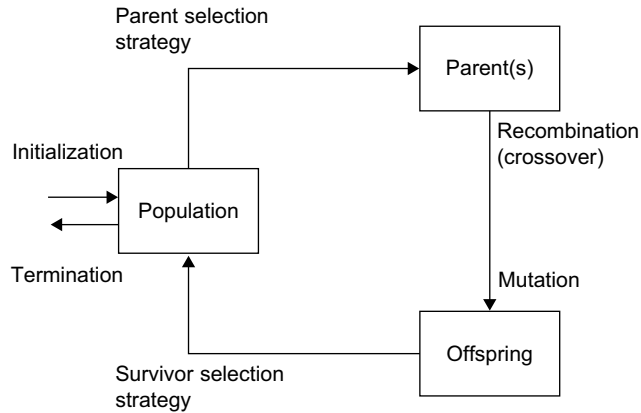 Parent selection
strategy
Parent(s)
Recombination
(crossover)
Initialization
Population
Termination
Mutation
Offspring
Survivor selection
strategy